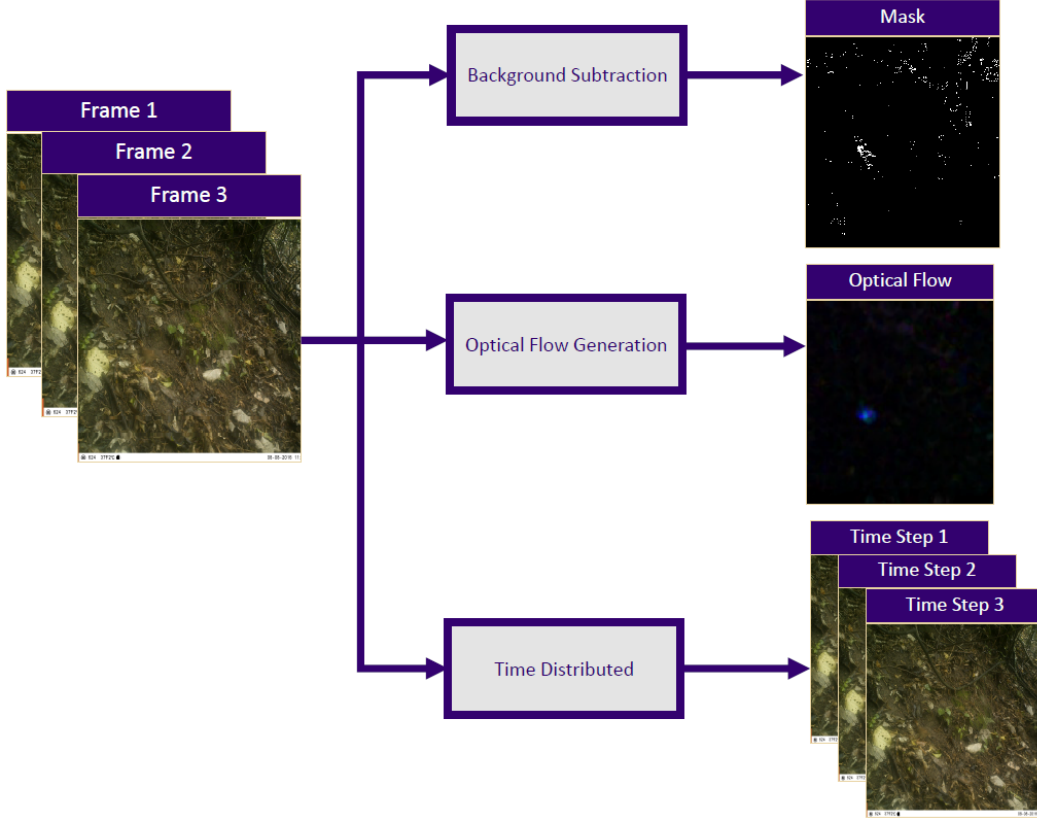 Mask
Background Subtraction
Frame 1
Frame 2
Frame 3
Optical Flow
Optical Flow Generation
Time Step 1
Time Step 2
Time Step 3
Time Distributed